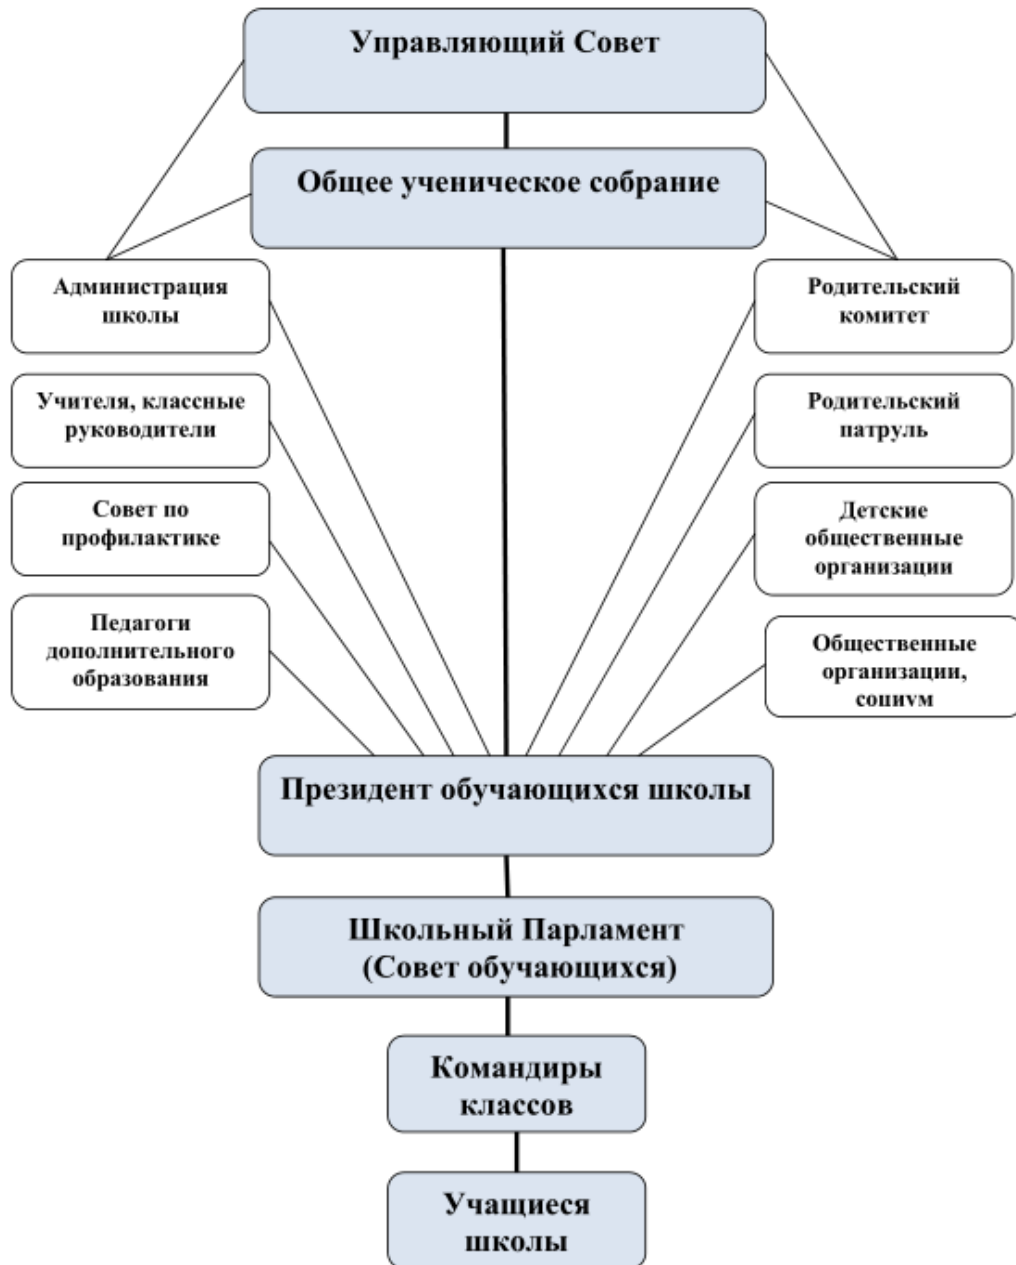 Управляющий Совет
Общее ученическое собрание
Администрация
школы
Родительский
комитет
Учителя, классные
руководители
Родительский
патруль
Совет по
профилактике
Детские
общественные
организации
Педагоги
дополнительного
образования
Общественные
организации,
социум
Президент обучающихся школы
Школьный Парламент
(Совет обучающихся)
Командиры
классов
Учащиеся
школы